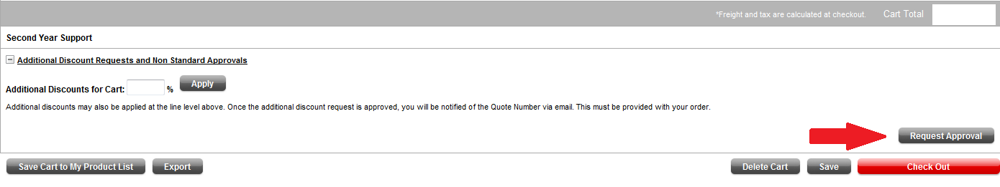 *Freight and tax are calculated at checkout. Cart Total
Second Year Support
Additional Discount Requests and Non Standard Approvals
Additional Discounts for Cart: % Apply
Additional discounts may also be applied at the line level above. Once the additional discount request is approved, you will be notified of the Quote Number via email. This must be provided with your order.
Request Approval
Save Cart to My Product List Export Delete Cart Save Check Out